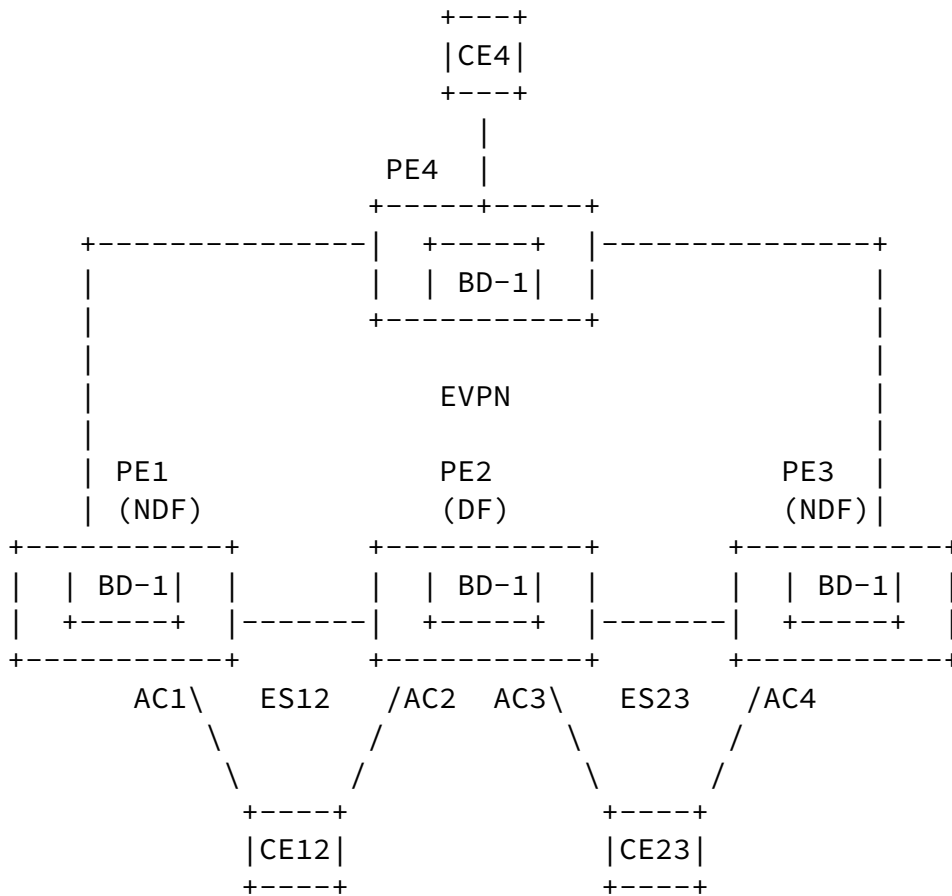 CE4
PE4
BD-1
EVPN
PE1 PE2 PE3
(NDF) (DF) (NDF)
BD-1 BD-1 BD-1
AC1 ES12 AC2 AC3 ES23 AC4
CE12 CE23